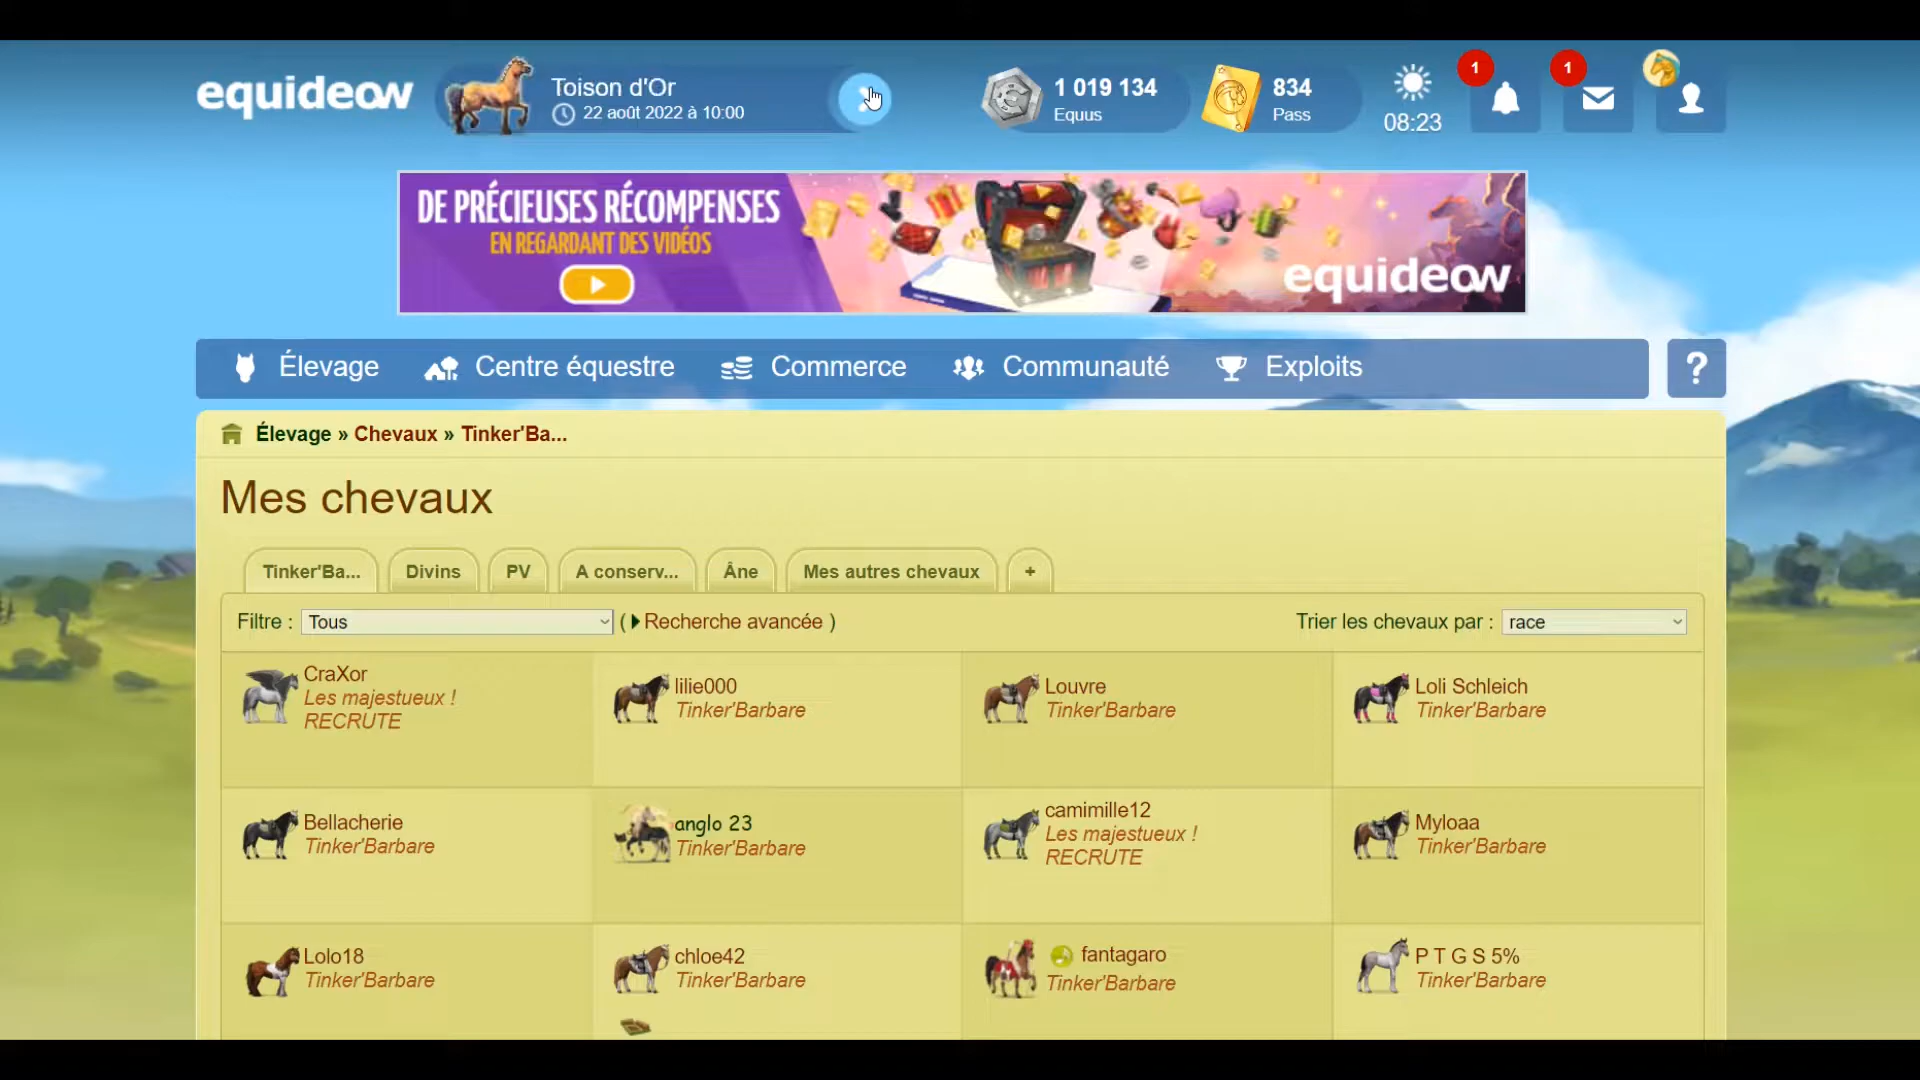 equideow
Toison d'Or
22 août 2022 à 10:00
1 019 134
Equus
834
Pass
08:23
1
1
DE PRÉCIEUSES RÉCOMPENSES
EN REGARDANT DES VIDÉOS
equideow
Élevage
Centre équestre
Commerce
Communauté
Exploits
?
Élevage » Chevaux » Tinker'Ba...
Mes chevaux
Tinker'Ba...
Divins
PV
A conserv...
Âne
Mes autres chevaux
+
Filtre : Tous ( Recherche avancée )
Trier les chevaux par : race
CraXor
Les majestueux !
RECRUTE
lilie000
Tinker'Barbare
Louvre
Tinker'Barbare
Loli Schleich
Tinker'Barbare
Bellacherie
Tinker'Barbare
anglo 23
Tinker'Barbare
camimille12
Les majestueux !
RECRUTE
Myloaa
Tinker'Barbare
Lolo18
Tinker'Barbare
chloe42
Tinker'Barbare
fantagaro
Tinker'Barbare
P T G S 5%
Tinker'Barbare